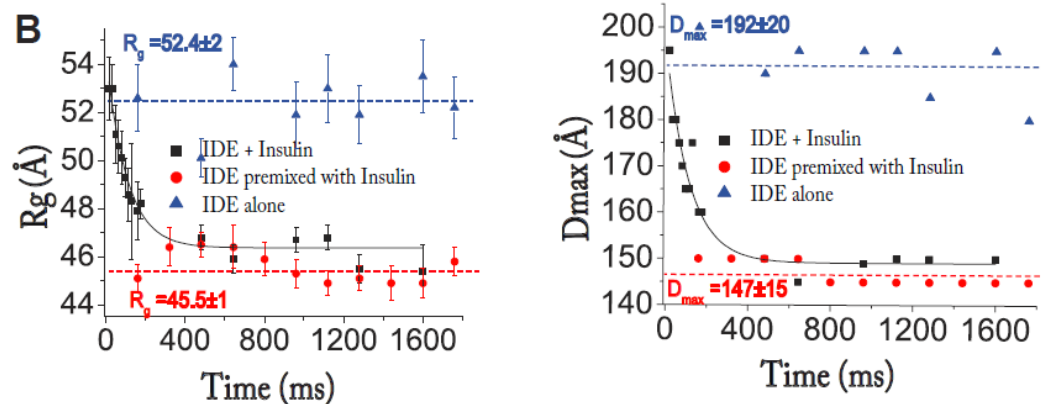 B
Rg=52.4±2
54
52
50
48
46
44
Rg(Å)
IDE + Insulin
IDE premixed with Insulin
IDE alone
Rg=45.5±1
0 400 800 1200 1600
Time (ms)
Dmax=192±20
200
190
180
170
160
150
140
Dmax(Å)
IDE + Insulin
IDE premixed with Insulin
IDE alone
Dmax=147±15
0 400 800 1200 1600
Time (ms)